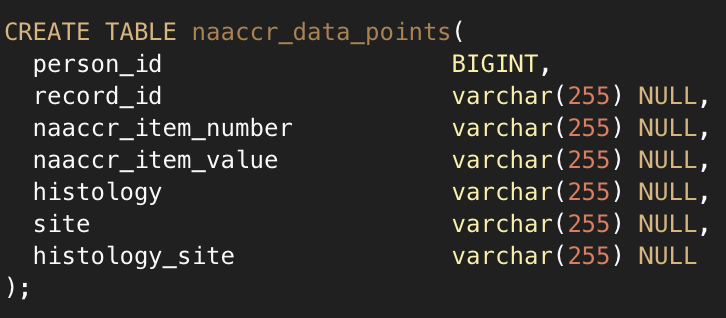 CREATE TABLE naaccr_data_points(
  person_id                    BIGINT,
  record_id                    varchar(255) NULL,
  naaccr_item_number           varchar(255) NULL,
  naaccr_item_value            varchar(255) NULL,
  histology                    varchar(255) NULL,
  site                         varchar(255) NULL,
  histology_site               varchar(255) NULL
);